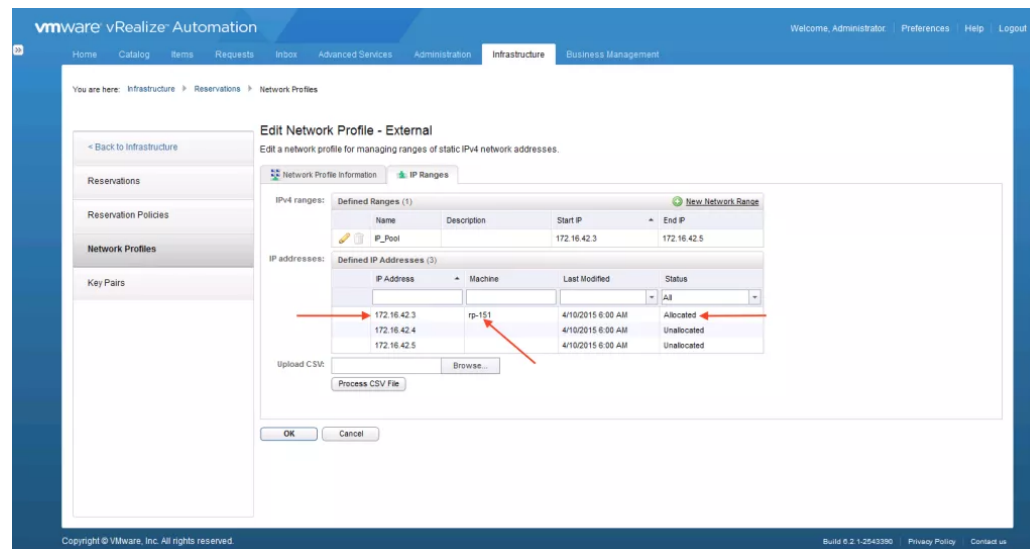 vmware vRealize Automation
Welcome, Administrator. Preferences Help Logout
Home Catalog Items Requests Inbox Advanced Services Administration Infrastructure Business Management
You are here: Infrastructure Reservations Network Profiles
< Back to Infrastructure
Reservations
Reservation Policies
Network Profiles
Key Pairs
Edit Network Profile - External
Edit a network profile for managing ranges of static IPv4 network addresses.
Network Profile Information IP Ranges
IPv4 ranges: Defined Ranges (1) New Network Range
Name Description Start IP End IP
IP_Pool 172.16.42.3 172.16.42.5
IP addresses: Defined IP Addresses (3)
IP Address Machine Last Modified Status
All
172.16.42.3 rp-151 4/10/2015 6:00 AM Allocated
172.16.42.4 4/10/2015 6:00 AM Unallocated
172.16.42.5 4/10/2015 6:00 AM Unallocated
Upload CSV: Browse...
Process CSV File
OK Cancel
Copyright © VMware, Inc. All rights reserved.
Build 6.2.1-2543390 Privacy Policy Contact us